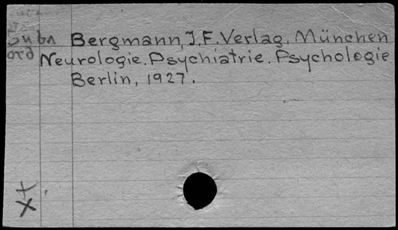 Bergmann, J.F. Verlag. München
Neurologie. Psychiatrie. Psychologie
Berlin, 1927.